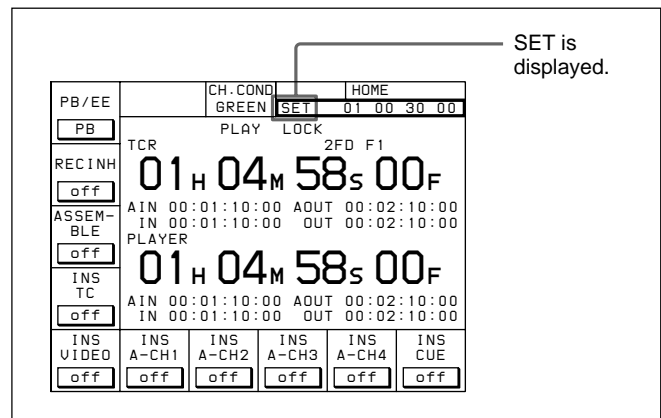 SET is
displayed.
CH.COND HOME
PB/EE GREEN SET 01 00 30 00
PB PLAY LOCK
TCR 2FD F1
RECINH 01H 04M 58S 00F
off
AIN 00:01:10:00 AOUT 00:02:10:00
ASSEM-
BLE
IN 00:01:10:00 OUT 00:02:10:00
off
PLAYER
01H 04M 58S 00F
INS
TC
off
AIN 00:01:10:00 AOUT 00:02:10:00
IN 00:01:10:00 OUT 00:02:10:00
INS INS INS INS INS INS
VIDEO A-CH1 A-CH2 A-CH3 A-CH4 CUE
off off off off off off